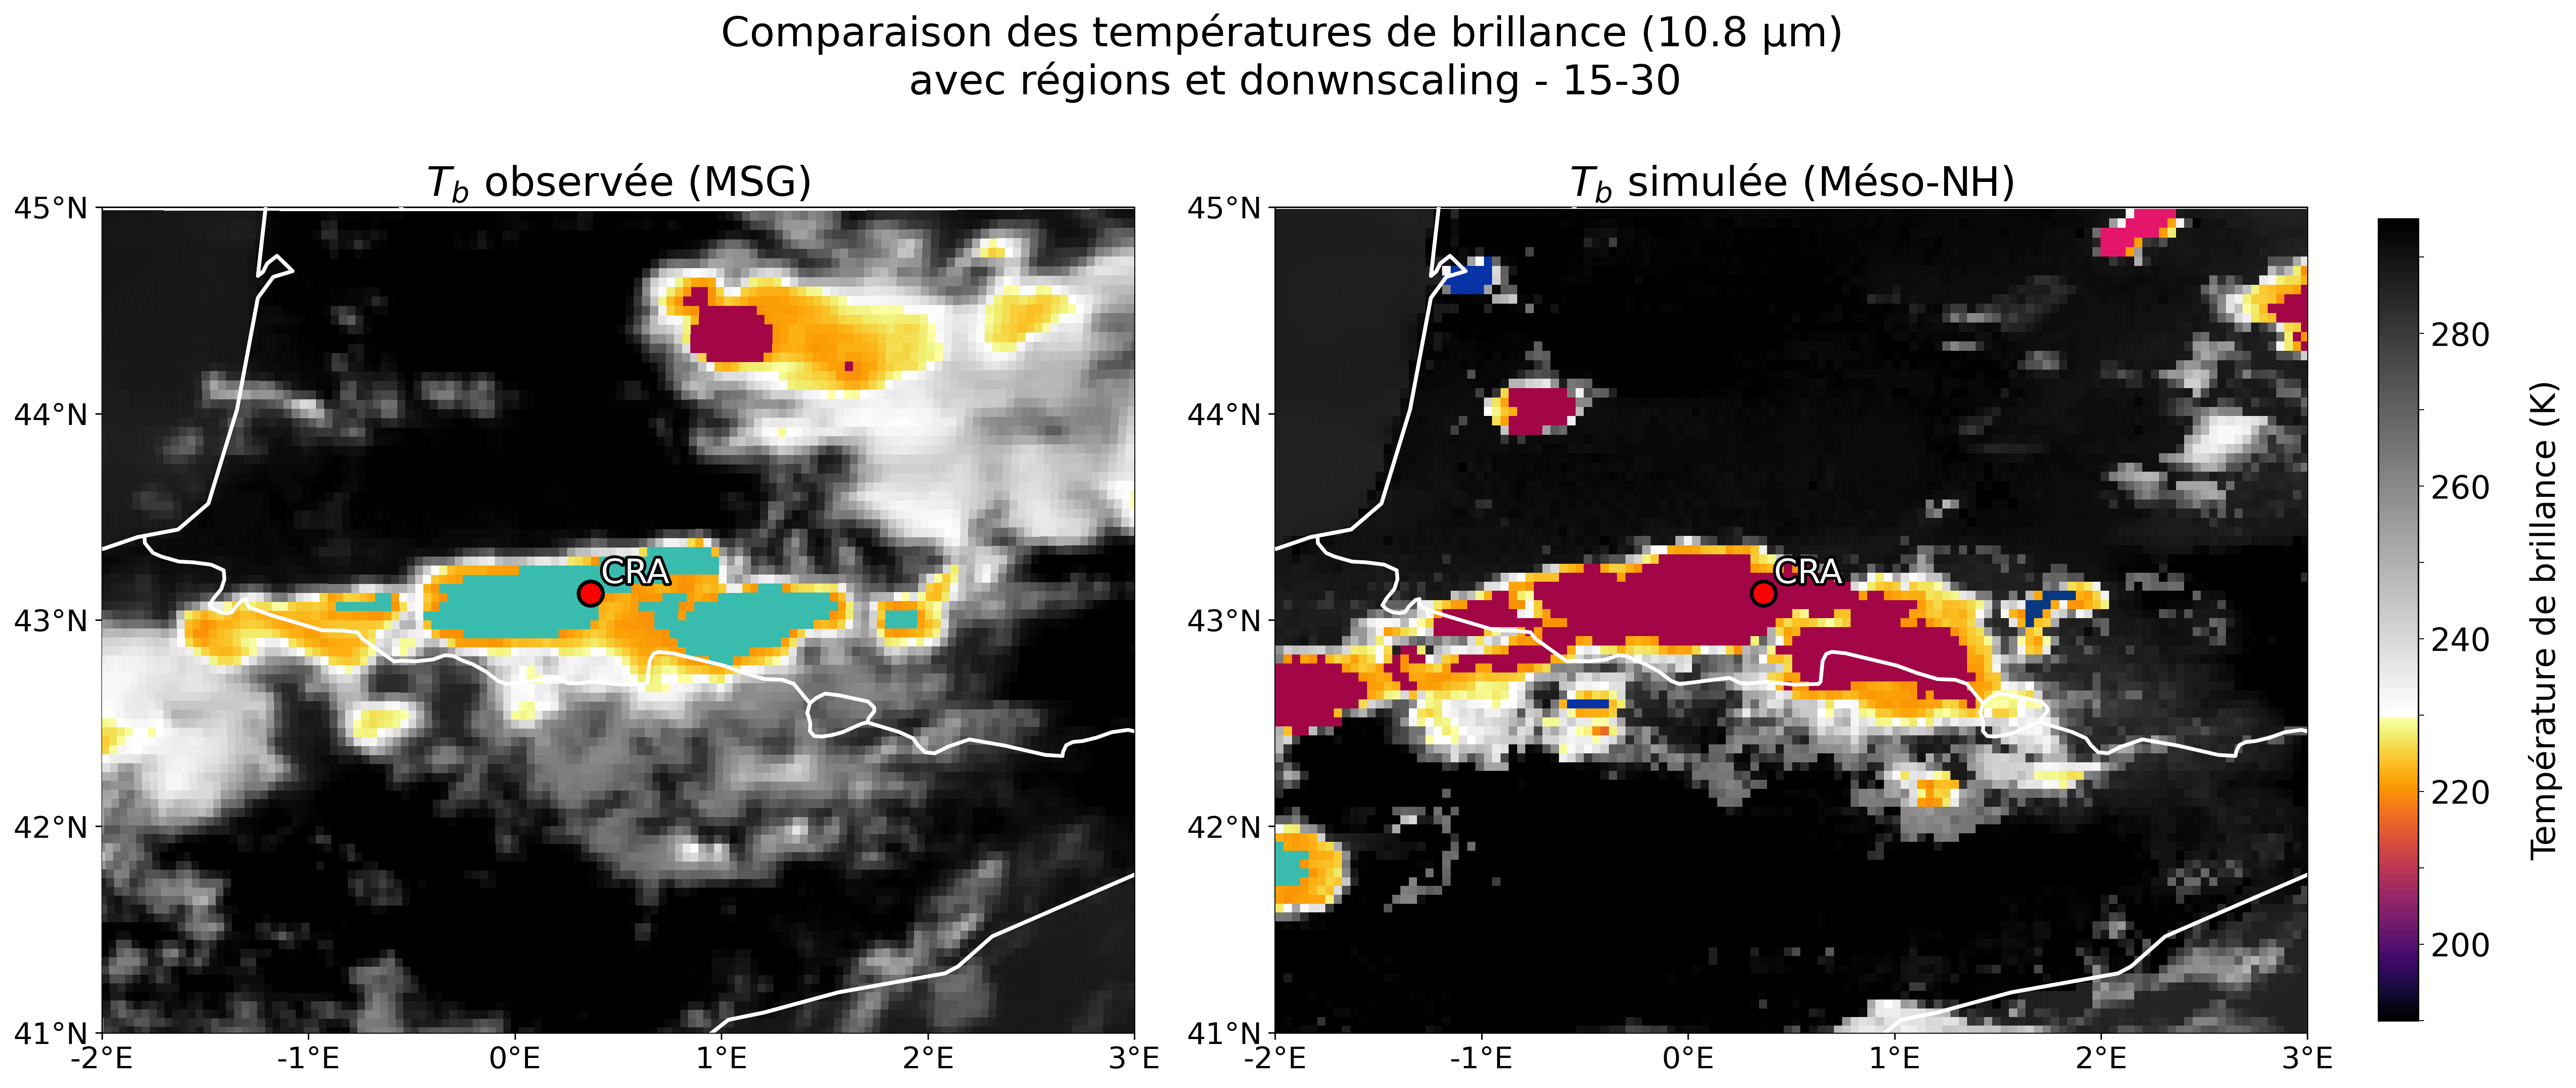 Comparaison des températures de brillance (10.8 µm)
avec régions et donwnscaling - 15-30
T_b observée (MSG)
T_b simulée (Méso-NH)
45°N
44°N
43°N
42°N
41°N
-2°E
-1°E
0°E
1°E
2°E
3°E
CRA
45°N
44°N
43°N
42°N
41°N
-2°E
-1°E
0°E
1°E
2°E
3°E
CRA
280
260
240
220
200
Température de brillance (K)